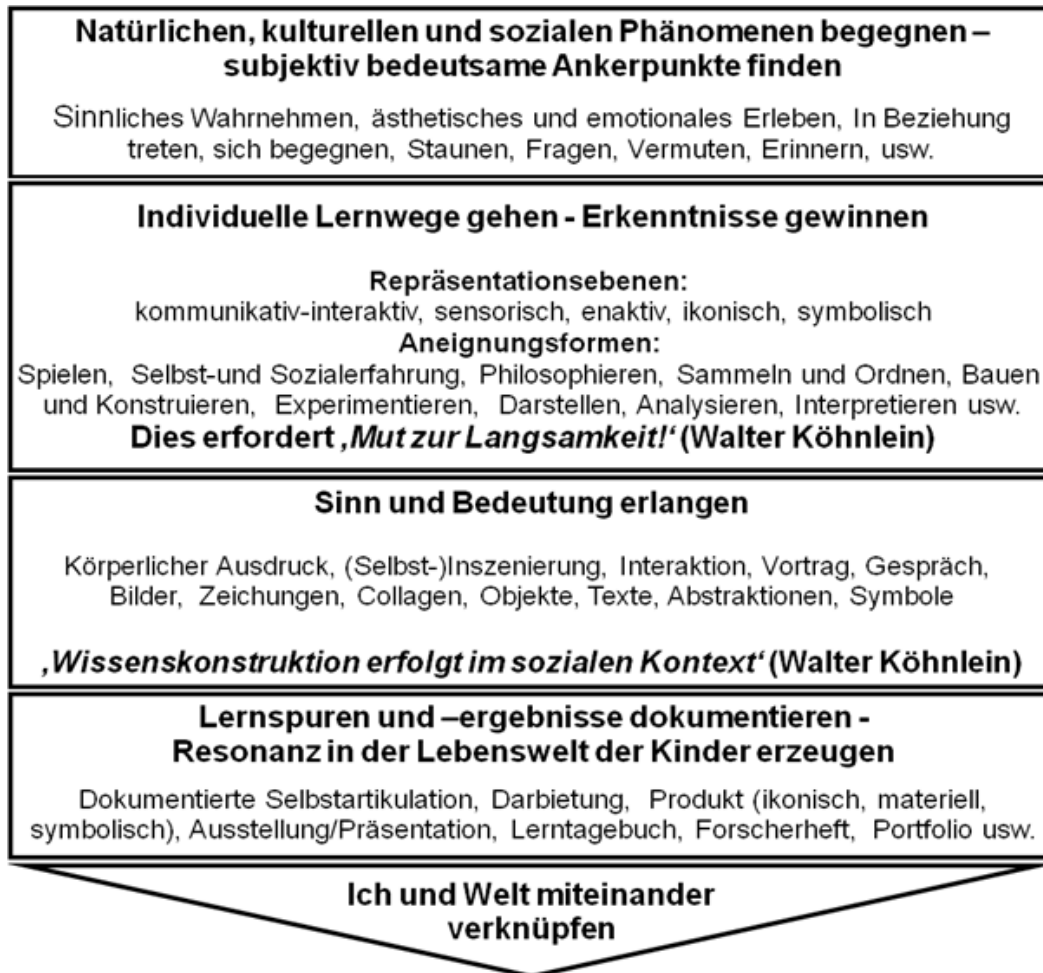 Natürlichen, kulturellen und sozialen Phänomenen begegnen –
subjektiv bedeutsame Ankerpunkte finden
Sinnliches Wahrnehmen, ästhetisches und emotionales Erleben, In Beziehung
treten, sich begegnen, Staunen, Fragen, Vermuten, Erinnern, usw.
Individuelle Lernwege gehen - Erkenntnisse gewinnen
Repräsentationsebenen:
kommunikativ-interaktiv, sensorisch, enaktiv, ikonisch, symbolisch
Aneignungsformen:
Spielen, Selbst-und Sozialerfahrung, Philosophieren, Sammeln und Ordnen, Bauen
und Konstruieren, Experimentieren, Darstellen, Analysieren, Interpretieren usw.
Dies erfordert ‚Mut zur Langsamkeit!‘ (Walter Köhnlein)
Sinn und Bedeutung erlangen
Körperlicher Ausdruck, (Selbst-)Inszenierung, Interaktion, Vortrag, Gespräch,
Bilder, Zeichungen, Collagen, Objekte, Texte, Abstraktionen, Symbole
‚Wissenskonstruktion erfolgt im sozialen Kontext‘ (Walter Köhnlein)
Lernspuren und –ergebnisse dokumentieren -
Resonanz in der Lebenswelt der Kinder erzeugen
Dokumentierte Selbstartikulation, Darbietung, Produkt (ikonisch, materiell,
symbolisch), Ausstellung/Präsentation, Lerntagebuch, Forscherheft, Portfolio usw.
Ich und Welt miteinander
verknüpfen